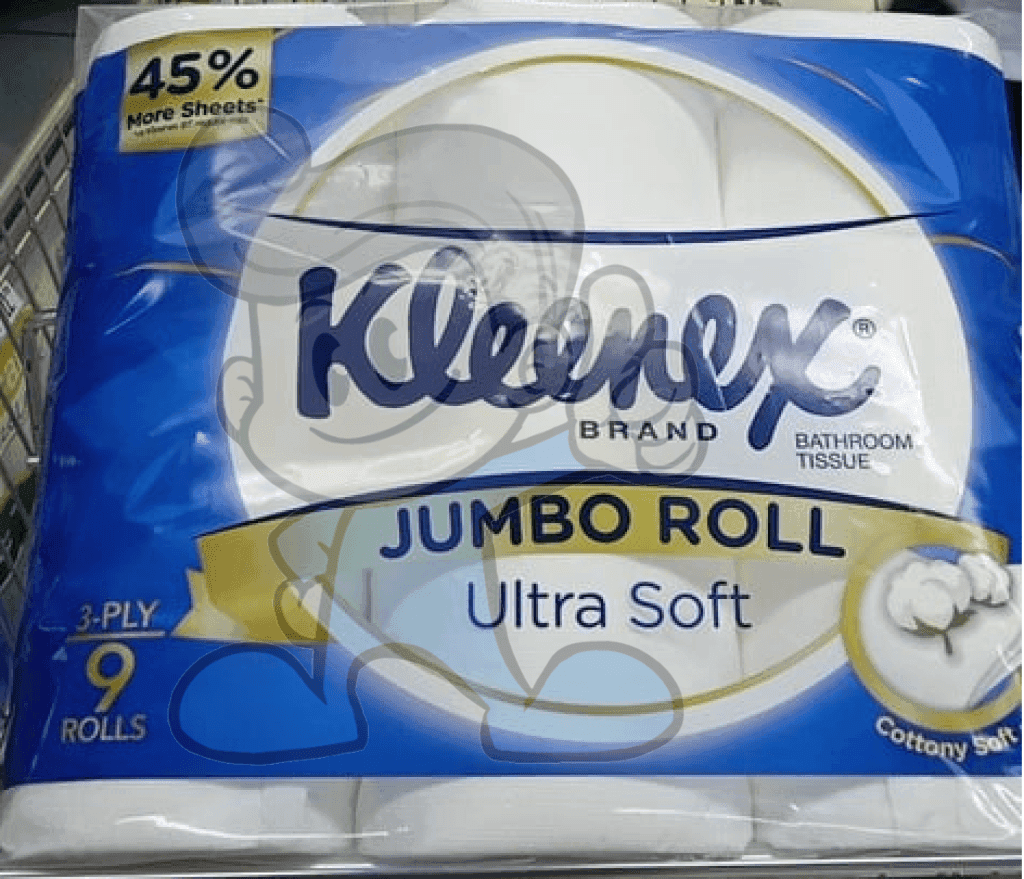 45%
More Sheets*
Kleenex®
BRAND
BATHROOM
TISSUE
JUMBO ROLL
Ultra Soft
3-PLY
9
ROLLS
Cottony Soft